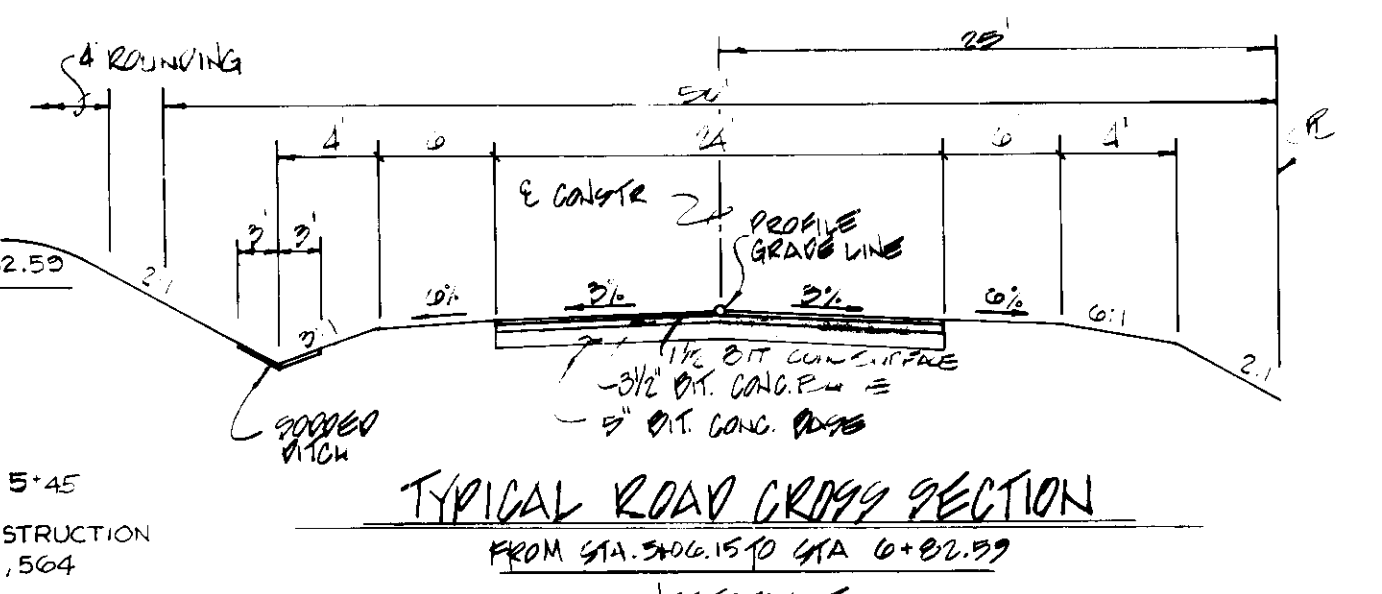 4' ROUNDING
25'
4'
6
24'
6
4'
℄ CONSTR
PROFILE
GRADE LINE
3'
3'
2.59
2:1
3:1
6%
3%
3%
6%
6:1
2:1
1½ BIT
3½" BIT. CONC.
5" BIT. CONC. BASE
SODDED
DITCH
5+45
STRUCTION
,564
TYPICAL ROAD CROSS SECTION
FROM STA. 5+06.15 TO STA 6+82.59